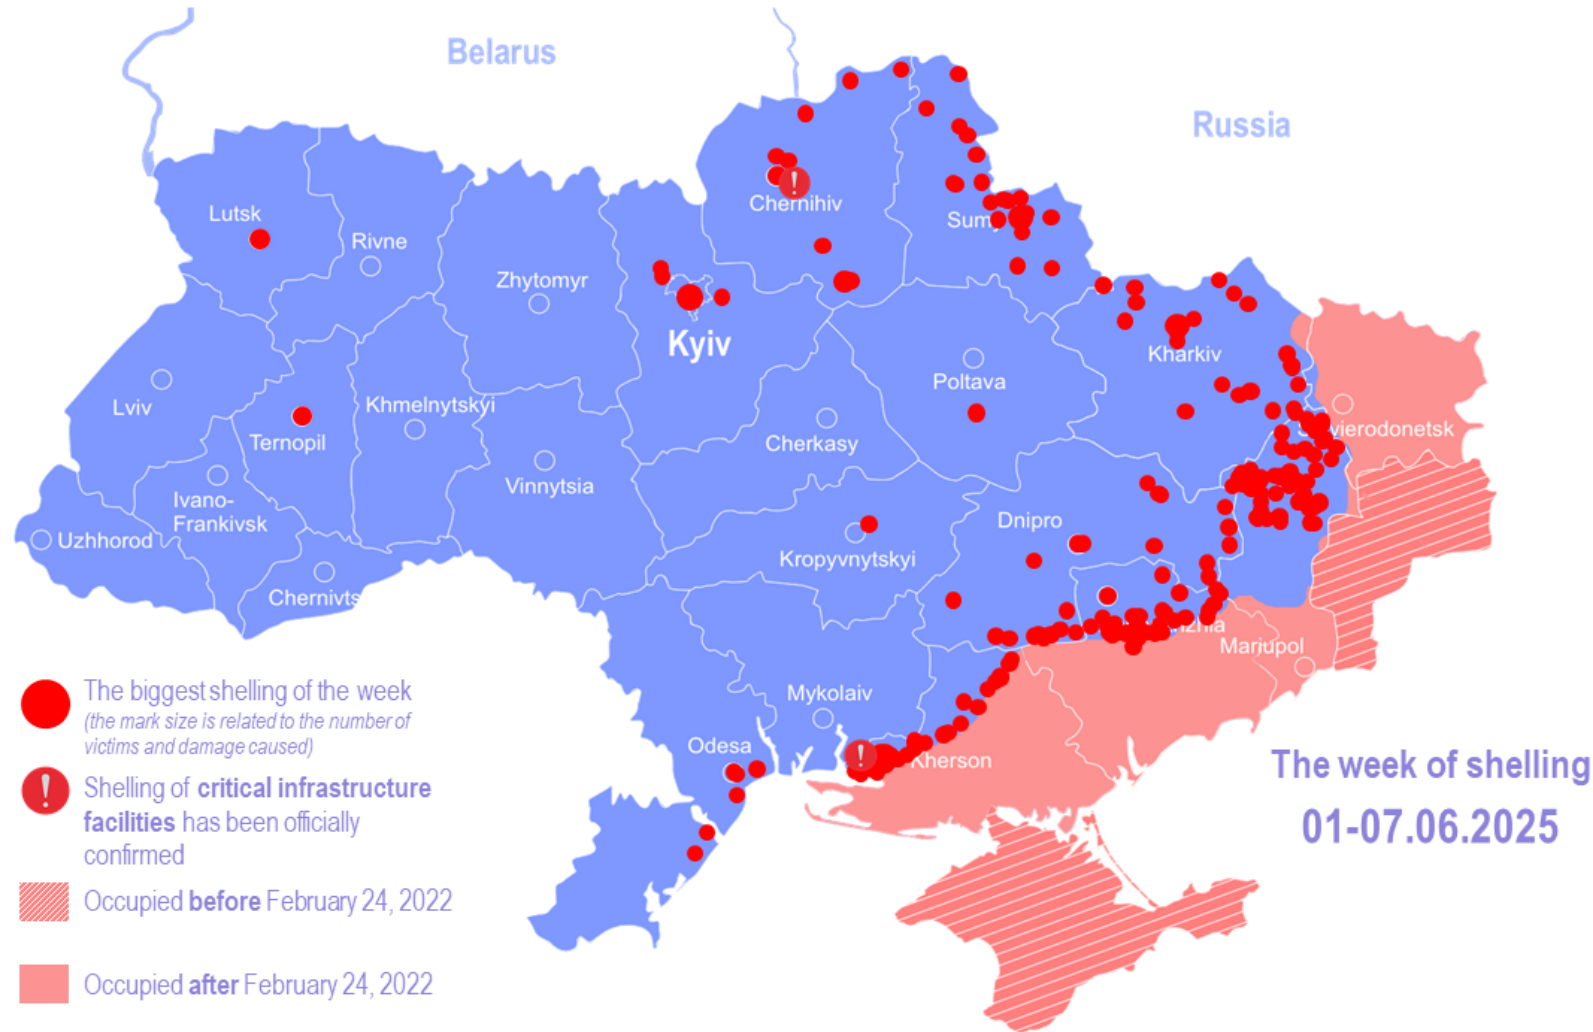 Belarus
Russia
Lutsk
Rivne
Chernihiv
Zhytomyr
Kyiv
Kharkiv
Lviv
Khmelnytskyi
Ternopil
Poltava
Cherkasy
Vinnytsia
Ivano-
Frankivsk
Uzhhorod
Chernivts
Dnipro
Kropyvnytskyi
Mariupol
Mykolaiv
Odesa
Kherson
The biggest shelling of the week
(the mark size is related to the number of
victims and damage caused)
! Shelling of critical infrastructure
facilities has been officially
confirmed
Occupied before February 24, 2022
Occupied after February 24, 2022
The week of shelling
01-07.06.2025